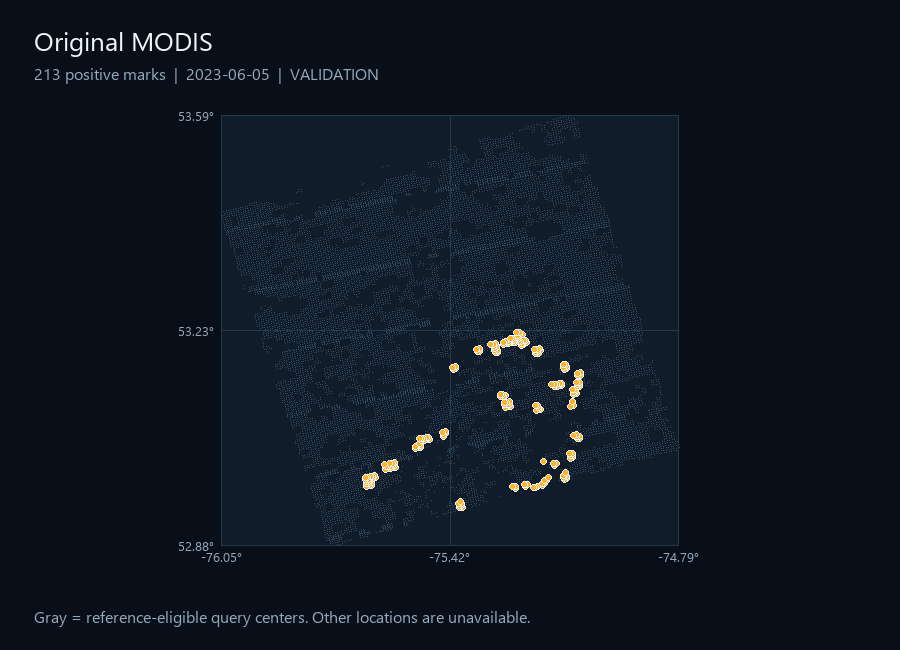 Original MODIS
213 positive marks | 2023-06-05 | VALIDATION
53.59°
53.23°
52.88°
-76.05°
-75.42°
-74.79°
Gray = reference-eligible query centers. Other locations are unavailable.